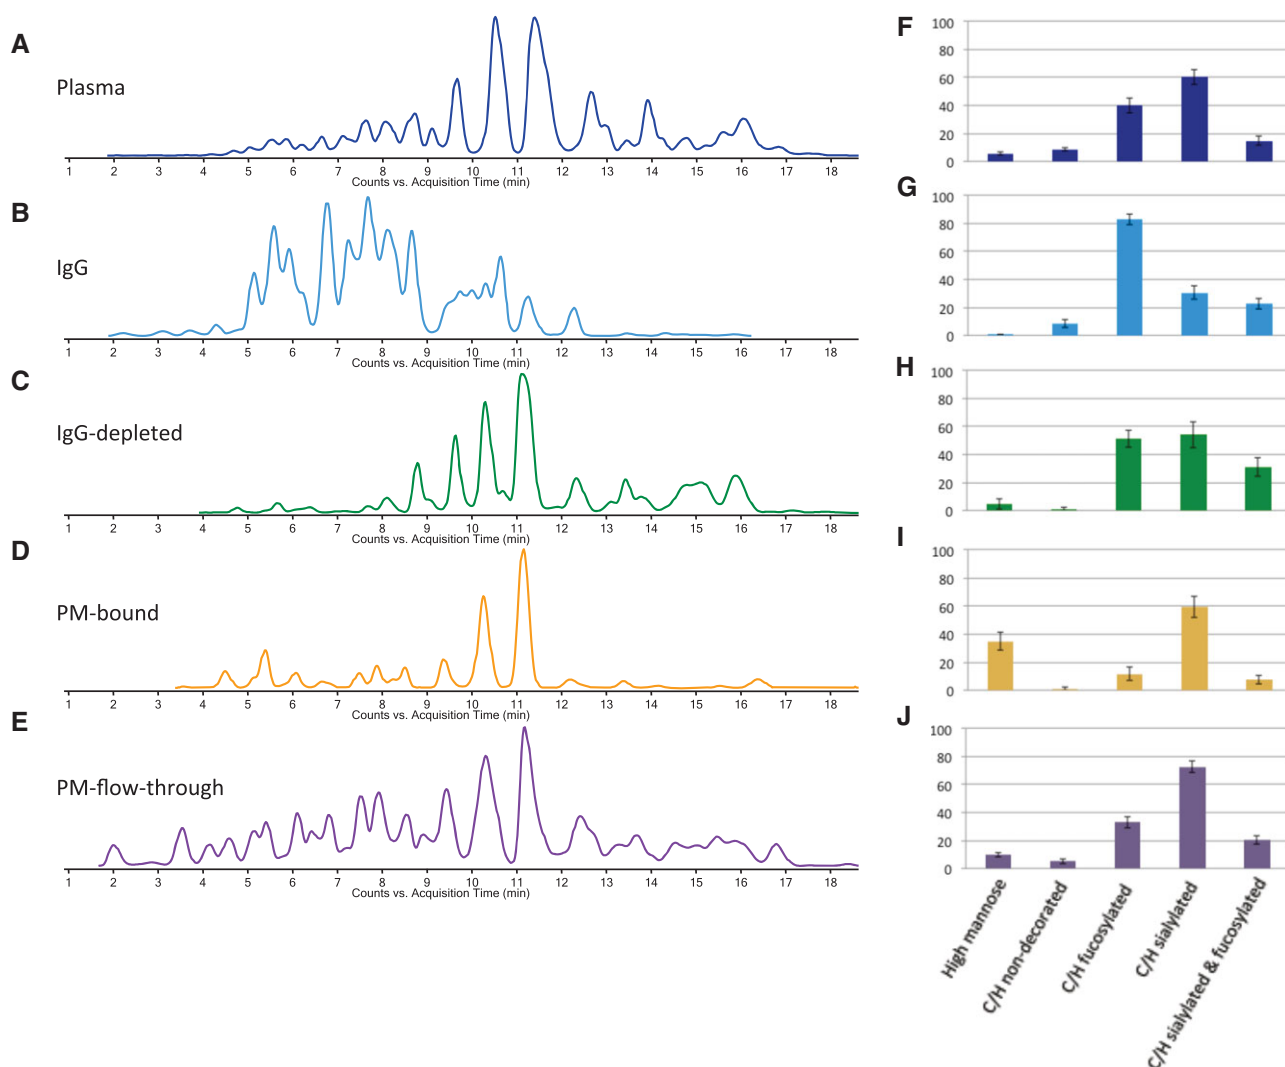 A
Plasma
1 2 3 4 5 6 7 8 9 10 11 12 13 14 15 16 17 18
Counts vs. Acquisition Time (min)
B
IgG
1 2 3 4 5 6 7 8 9 10 11 12 13 14 15 16 17 18
Counts vs. Acquisition Time (min)
C
IgG-depleted
1 2 3 4 5 6 7 8 9 10 11 12 13 14 15 16 17 18
Counts vs. Acquisition Time (min)
D
PM-bound
1 2 3 4 5 6 7 8 9 10 11 12 13 14 15 16 17 18
Counts vs. Acquisition Time (min)
E
PM-flow-through
1 2 3 4 5 6 7 8 9 10 11 12 13 14 15 16 17 18
Counts vs. Acquisition Time (min)
F
100
80
60
40
20
0
G
100
80
60
40
20
0
H
100
80
60
40
20
0
I
100
80
60
40
20
0
J
100
80
60
40
20
0
High mannose
C/H non-decorated
C/H fucosylated
C/H sialylated
C/H sialylated & fucosylated